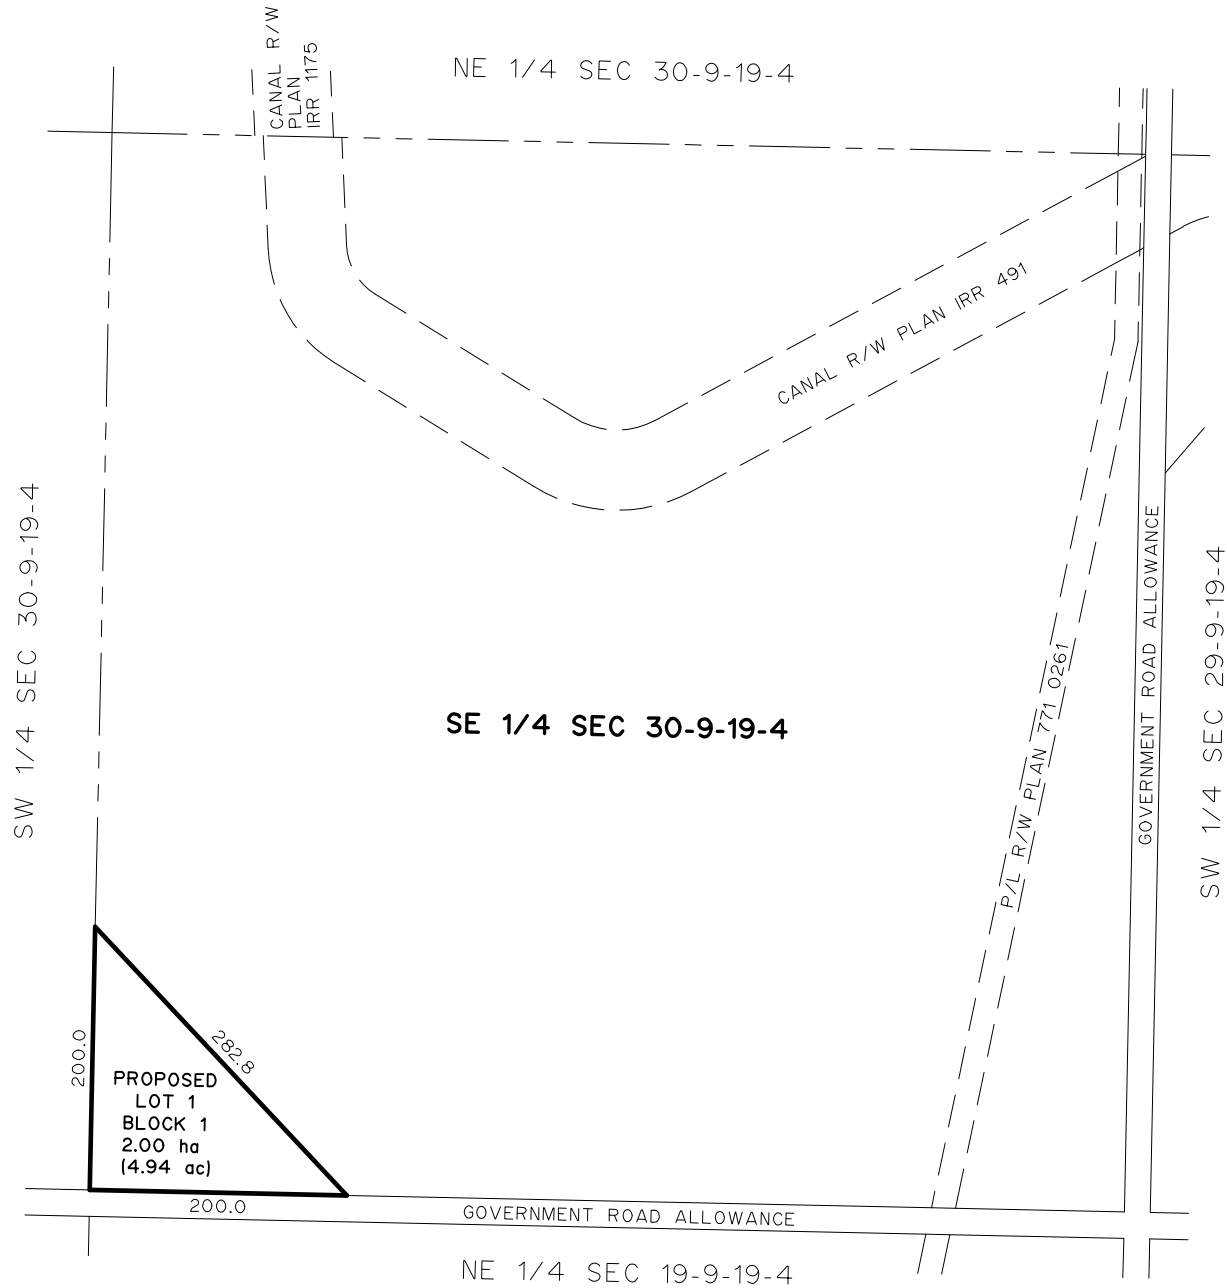 CANAL R/W
PLAN
IRR 1175
NE 1/4 SEC 30-9-19-4
CANAL R/W PLAN IRR 491
SW 1/4 SEC 30-9-19-4
GOVERNMENT ROAD ALLOWANCE
SW 1/4 SEC 29-9-19-4
P/L R/W PLAN 771 0261
SE 1/4 SEC 30-9-19-4
200.0
282.8
PROPOSED
LOT 1
BLOCK 1
2.00 ha
(4.94 ac)
200.0
GOVERNMENT ROAD ALLOWANCE
NE 1/4 SEC 19-9-19-4